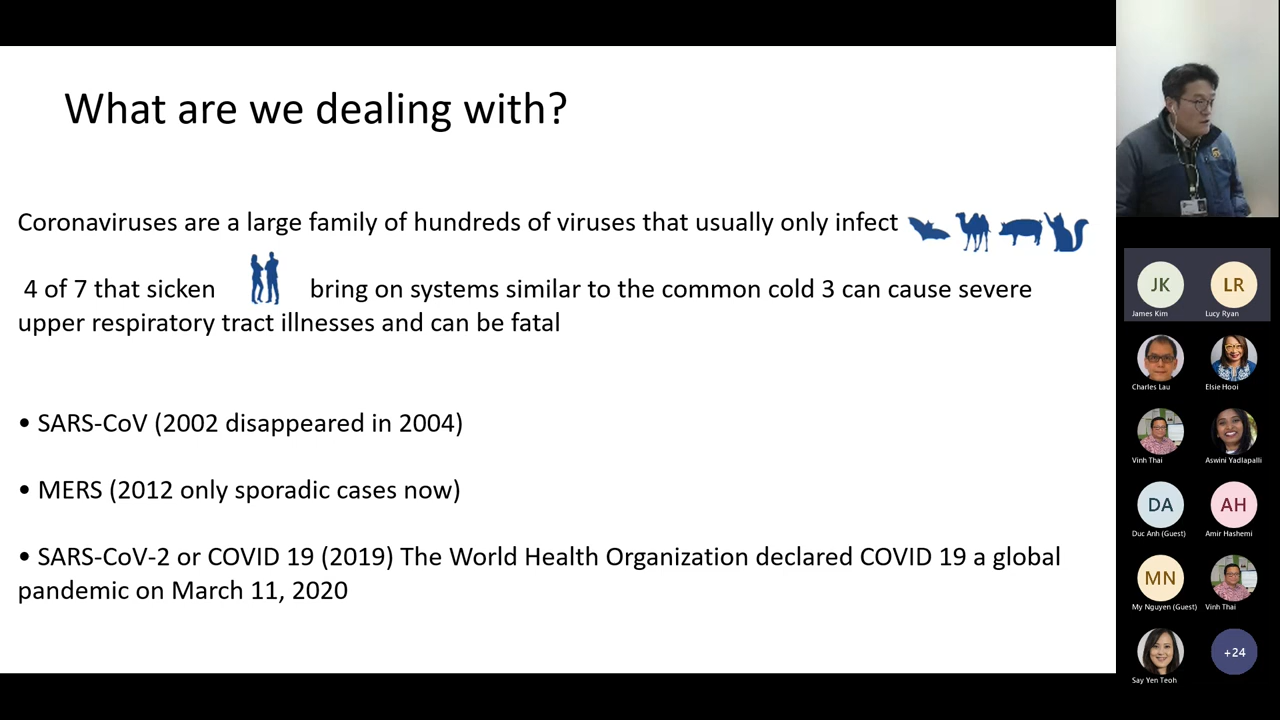 What are we dealing with?
Coronaviruses are a large family of hundreds of viruses that usually only infect
4 of 7 that sicken bring on systems similar to the common cold 3 can cause severe
upper respiratory tract illnesses and can be fatal
• SARS-CoV (2002 disappeared in 2004)
• MERS (2012 only sporadic cases now)
• SARS-CoV-2 or COVID 19 (2019) The World Health Organization declared COVID 19 a global
pandemic on March 11, 2020
JK LR
James Kim Lucy Ryan
Charles Lau Elsie Hooi
Vinh Thai Aswini Yadlapalli
DA AH
Duc Anh (Guest) Amir Hashemi
MN
My Nguyen (Guest) Vinh Thai
+24
Say Yen Teoh